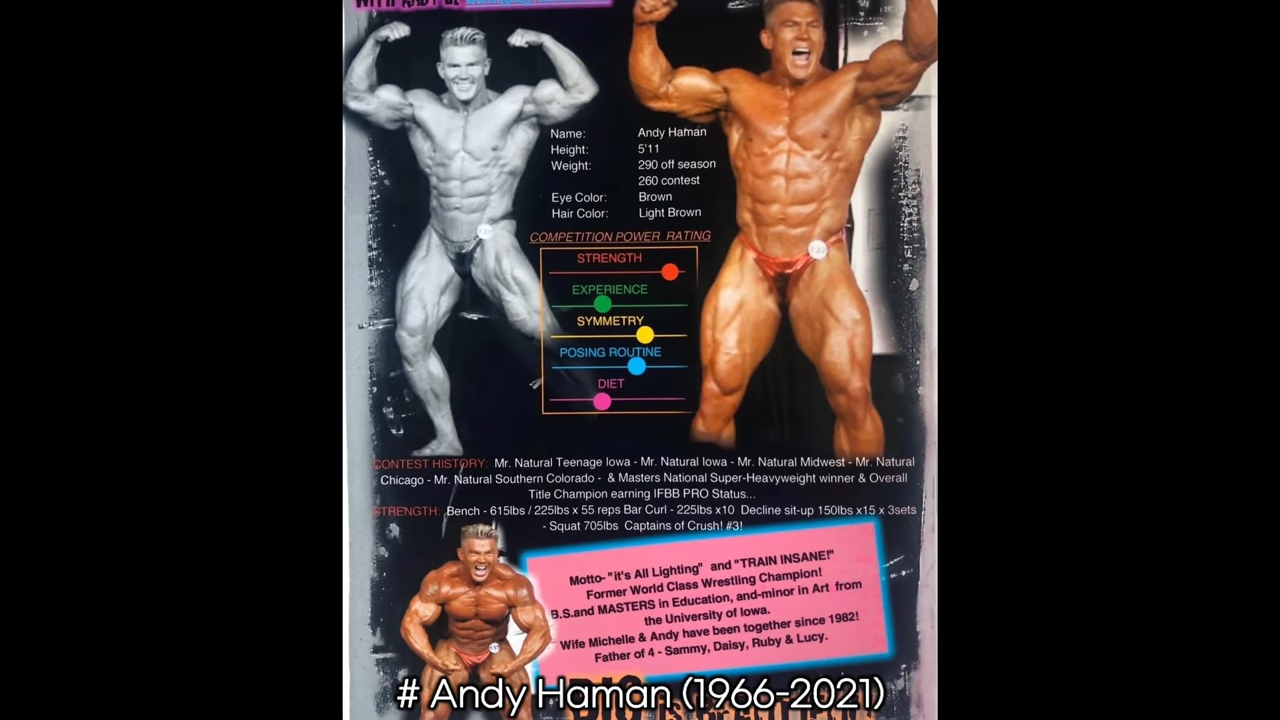 WITH ANDY at
Name: Andy Haman
Height: 5'11
Weight: 290 off season
260 contest
Eye Color: Brown
Hair Color: Light Brown
COMPETITION POWER RATING
STRENGTH
EXPERIENCE
SYMMETRY
POSING ROUTINE
DIET
CONTEST HISTORY: Mr. Natural Teenage Iowa - Mr. Natural Iowa - Mr. Natural Midwest - Mr. Natural
Chicago - Mr. Natural Southern Colorado - & Masters National Super-Heavyweight winner & Overall
Title Champion earning IFBB PRO Status...
STRENGTH: Bench - 615lbs / 225lbs x 55 reps Bar Curl - 225lbs x10 Decline sit-up 150lbs x15 x 3sets
- Squat 705lbs Captains of Crush! #3!
Motto- "it's All Lighting" and "TRAIN INSANE!"
Former World Class Wrestling Champion!
B.S.and MASTERS in Education, and-minor in Art from
the University of Iowa.
Wife Michelle & Andy have been together since 1982!
Father of 4 - Sammy, Daisy, Ruby & Lucy.
# Andy Haman (1966-2021)